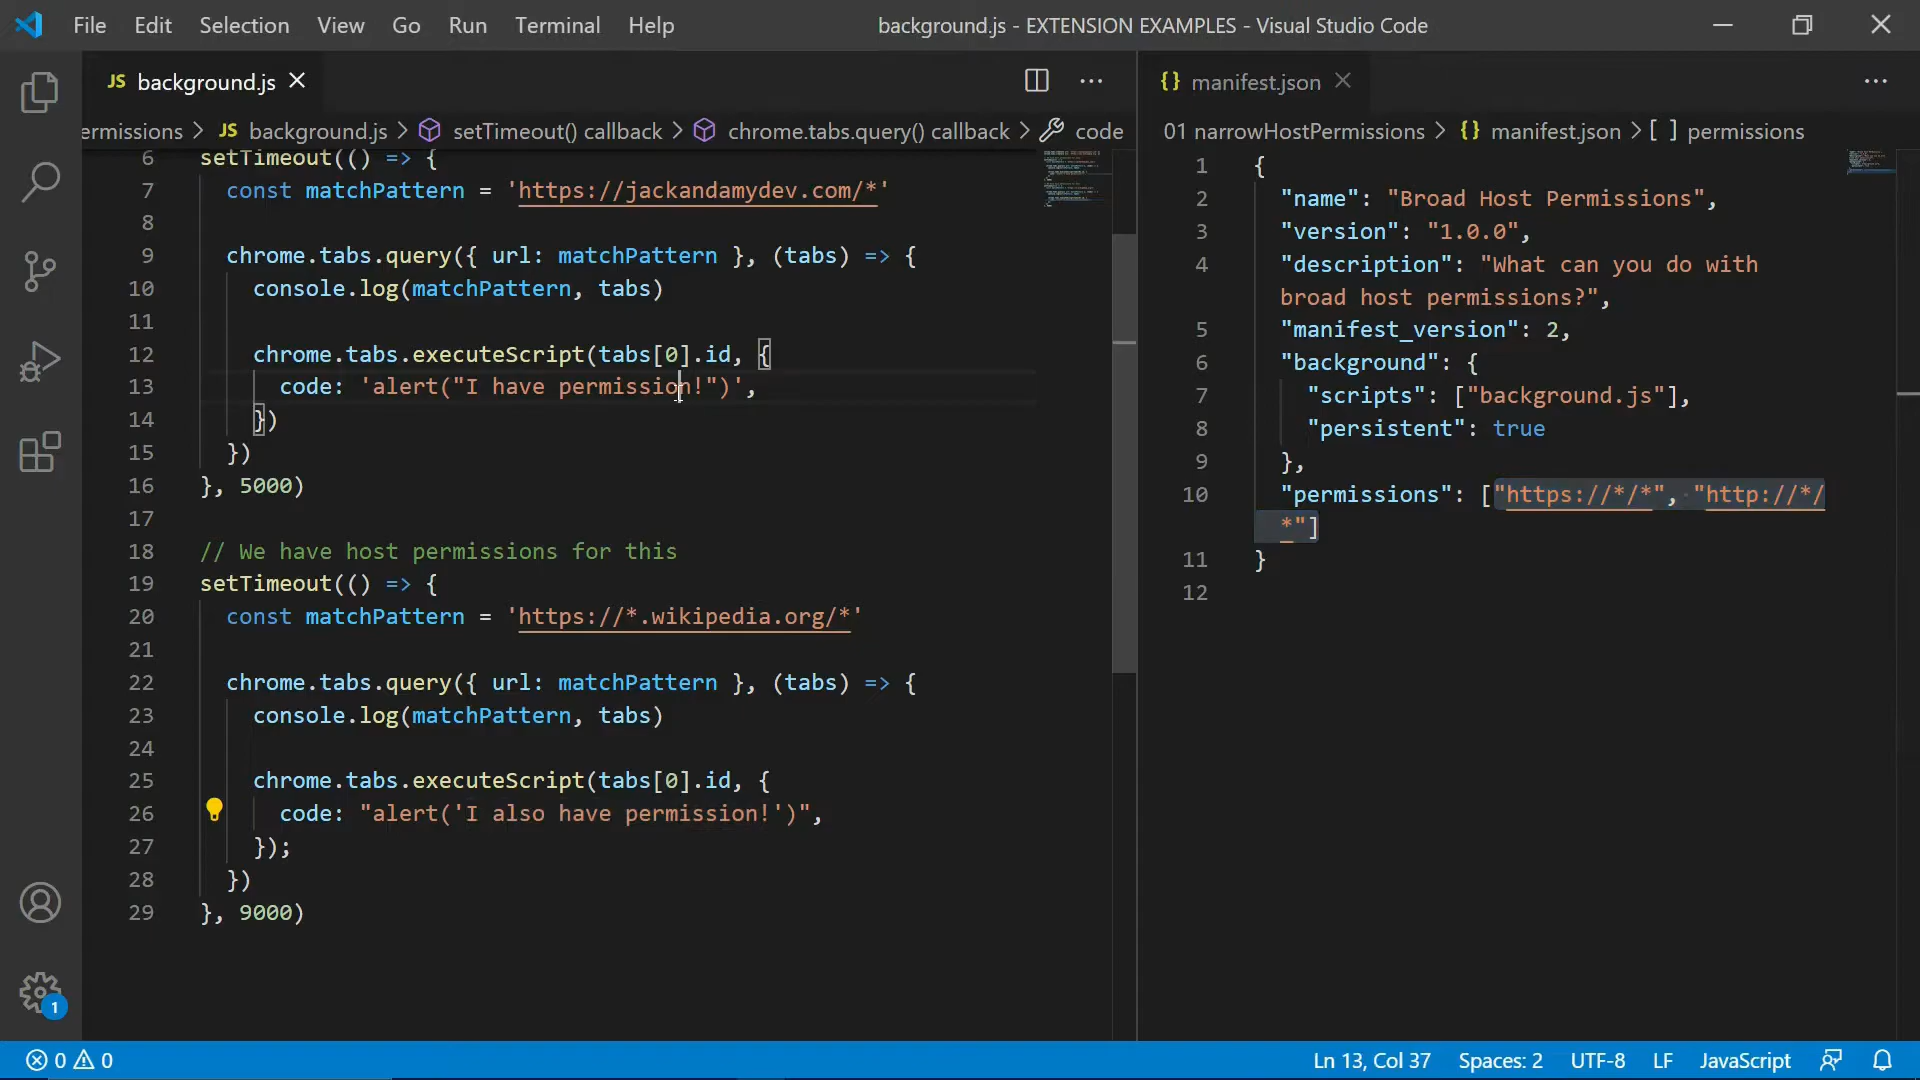 File Edit Selection View Go Run Terminal Help background.js - EXTENSION EXAMPLES - Visual Studio Code
JS background.js
ermissions > JS background.js > setTimeout() callback > chrome.tabs.query() callback > code
6 setTimeout(() => {
7 const matchPattern = 'https://jackandamydev.com/*'
8
9 chrome.tabs.query({ url: matchPattern }, (tabs) => {
10 console.log(matchPattern, tabs)
11
12 chrome.tabs.executeScript(tabs[0].id, {
13 code: 'alert("I have permission!")',
14 })
15 })
16 }, 5000)
17
18 // We have host permissions for this
19 setTimeout(() => {
20 const matchPattern = 'https://*.wikipedia.org/*'
21
22 chrome.tabs.query({ url: matchPattern }, (tabs) => {
23 console.log(matchPattern, tabs)
24
25 chrome.tabs.executeScript(tabs[0].id, {
26 code: "alert('I also have permission!')",
27 });
28 })
29 }, 9000)
{} manifest.json
01 narrowHostPermissions > {} manifest.json > [ ] permissions
1 {
2 "name": "Broad Host Permissions",
3 "version": "1.0.0",
4 "description": "What can you do with
broad host permissions?",
5 "manifest_version": 2,
6 "background": {
7 "scripts": ["background.js"],
8 "persistent": true
9 },
10 "permissions": ["https://*/*", "http://*/
*"]
11 }
12
1
0 0 Ln 13, Col 37 Spaces: 2 UTF-8 LF JavaScript